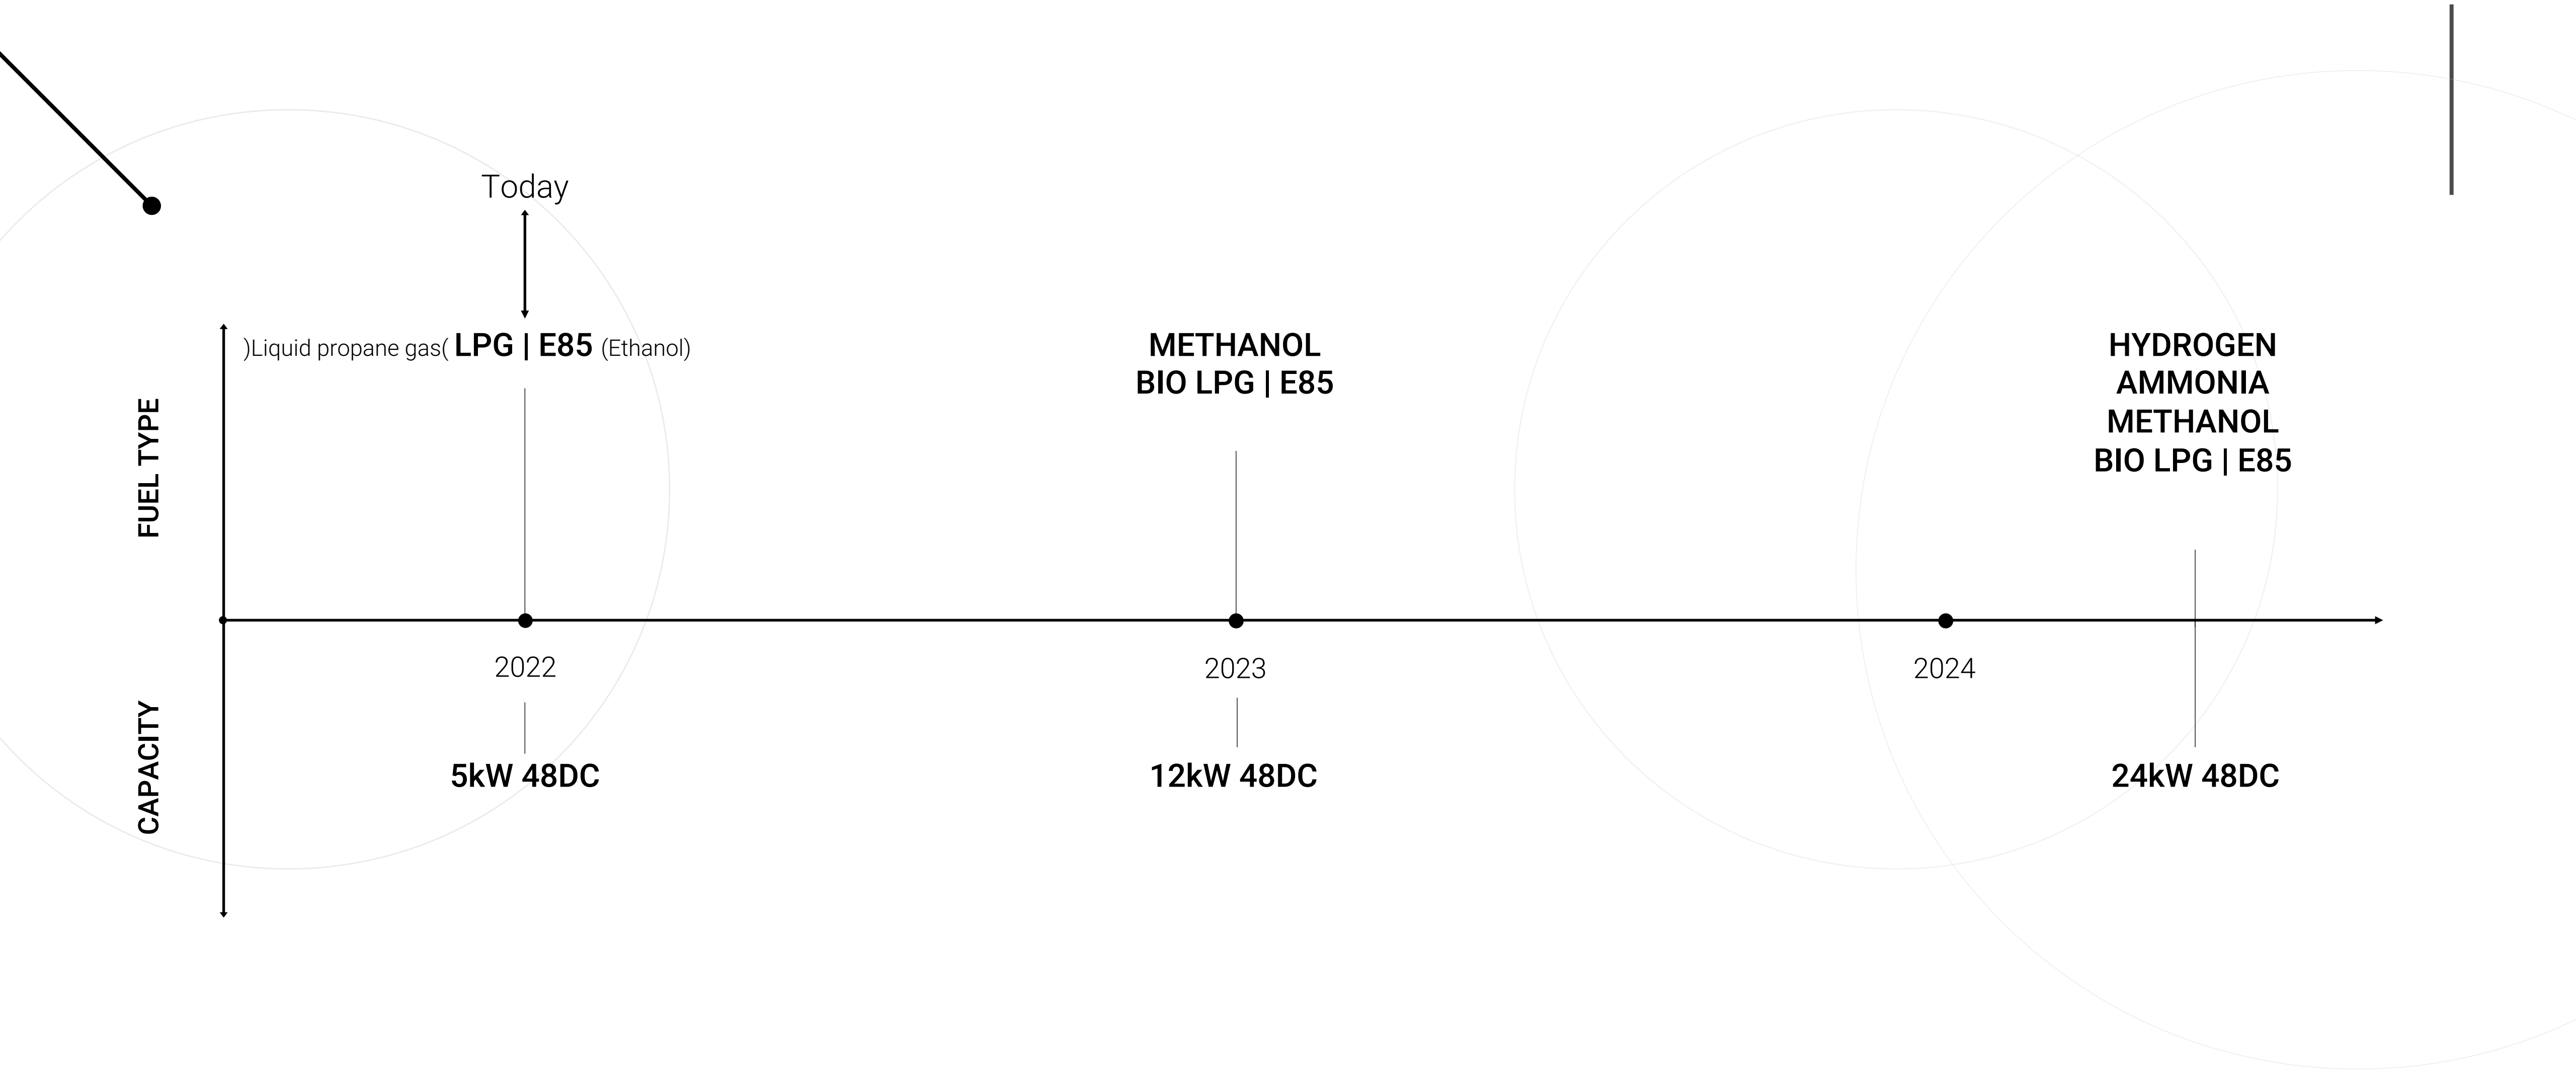 Today
)Liquid propane gas( LPG | E85 (Ethanol)
METHANOL
BIO LPG | E85
HYDROGEN
AMMONIA
METHANOL
BIO LPG | E85
FUEL TYPE
2022
2023
2024
CAPACITY
5kW 48DC
12kW 48DC
24kW 48DC